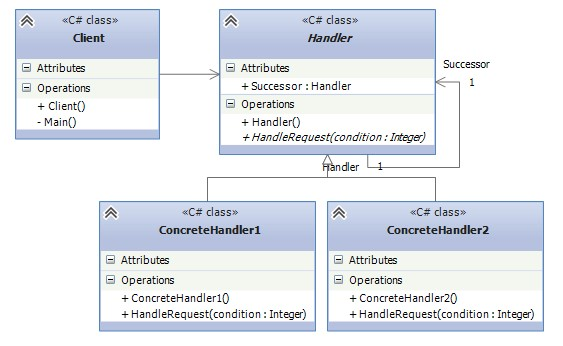 «C# class»
Client
Attributes
Operations
+ Client()
- Main()
«C# class»
Handler
Attributes
+ Successor : Handler
Operations
+ Handler()
+ HandleRequest(condition : Integer)
Successor
1
Handler
1
«C# class»
ConcreteHandler1
Attributes
Operations
+ ConcreteHandler1()
+ HandleRequest(condition : Integer)
«C# class»
ConcreteHandler2
Attributes
Operations
+ ConcreteHandler2()
+ HandleRequest(condition : Integer)